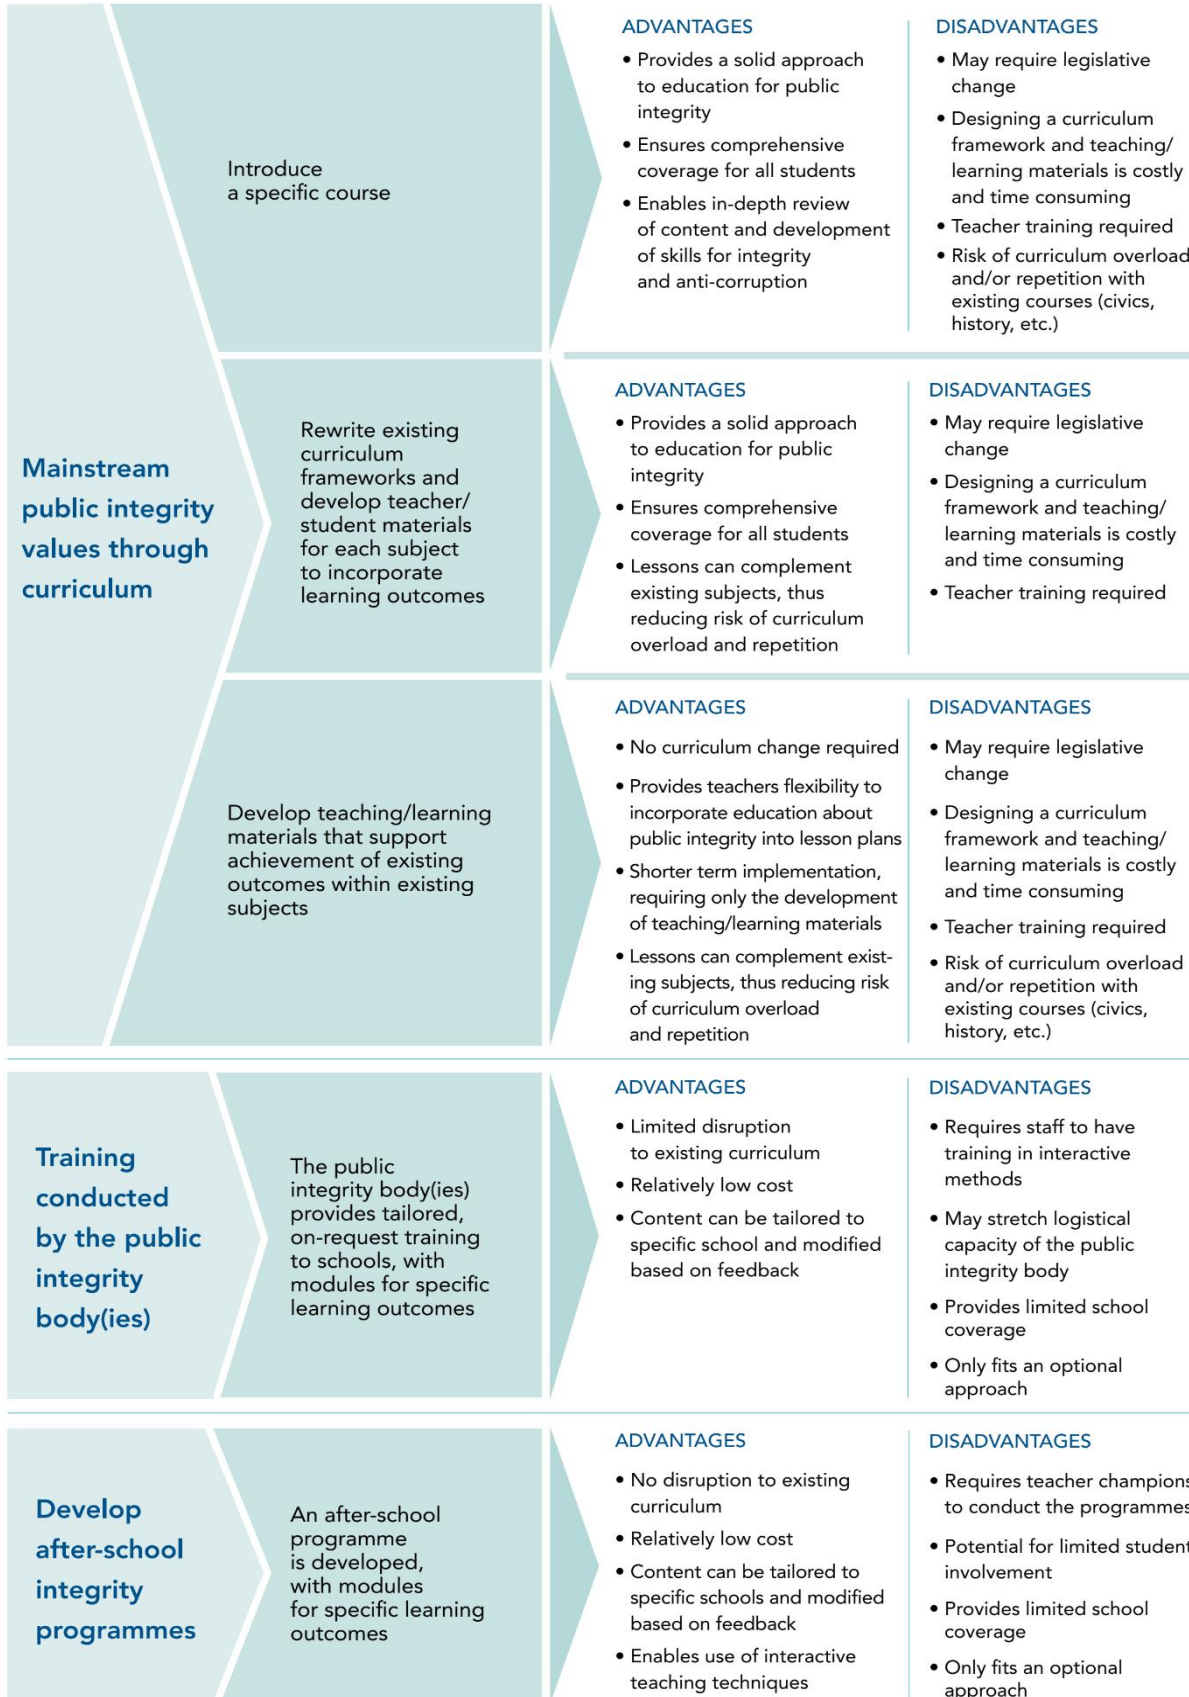 Mainstream
public integrity
values through
curriculum
Introduce
a specific course
ADVANTAGES
• Provides a solid approach
to education for public
integrity
• Ensures comprehensive
coverage for all students
• Enables in-depth review
of content and development
of skills for integrity
and anti-corruption
DISADVANTAGES
• May require legislative
change
• Designing a curriculum
framework and teaching/
learning materials is costly
and time consuming
• Teacher training required
• Risk of curriculum overload
and/or repetition with
existing courses (civics,
history, etc.)
Rewrite existing
curriculum
frameworks and
develop teacher/
student materials
for each subject
to incorporate
learning outcomes
ADVANTAGES
• Provides a solid approach
to education for public
integrity
• Ensures comprehensive
coverage for all students
• Lessons can complement
existing subjects, thus
reducing risk of curriculum
overload and repetition
DISADVANTAGES
• May require legislative
change
• Designing a curriculum
framework and teaching/
learning materials is costly
and time consuming
• Teacher training required
Develop teaching/learning
materials that support
achievement of existing
outcomes within existing
subjects
ADVANTAGES
• No curriculum change required
• Provides teachers flexibility to
incorporate education about
public integrity into lesson plans
• Shorter term implementation,
requiring only the development
of teaching/learning materials
• Lessons can complement exist-
ing subjects, thus reducing risk
of curriculum overload
and repetition
DISADVANTAGES
• May require legislative
change
• Designing a curriculum
framework and teaching/
learning materials is costly
and time consuming
• Teacher training required
• Risk of curriculum overload
and/or repetition with
existing courses (civics,
history, etc.)
Training
conducted
by the public
integrity
body(ies)
The public
integrity body(ies)
provides tailored,
on-request training
to schools, with
modules for specific
learning outcomes
ADVANTAGES
• Limited disruption
to existing curriculum
• Relatively low cost
• Content can be tailored to
specific school and modified
based on feedback
DISADVANTAGES
• Requires staff to have
training in interactive
methods
• May stretch logistical
capacity of the public
integrity body
• Provides limited school
coverage
• Only fits an optional
approach
Develop
after-school
integrity
programmes
An after-school
programme
is developed,
with modules
for specific learning
outcomes
ADVANTAGES
• No disruption to existing
curriculum
• Relatively low cost
• Content can be tailored to
specific schools and modified
based on feedback
• Enables use of interactive
teaching techniques
DISADVANTAGES
• Requires teacher champions
to conduct the programmes
• Potential for limited student
involvement
• Provides limited school
coverage
• Only fits an optional
approach